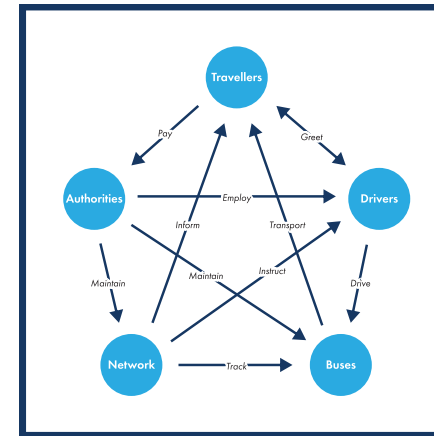 Travellers
Pay
Greet
Authorities
Employ
Drivers
Inform
Transport
Maintain
Maintain
Instruct
Drive
Network
Track
Buses